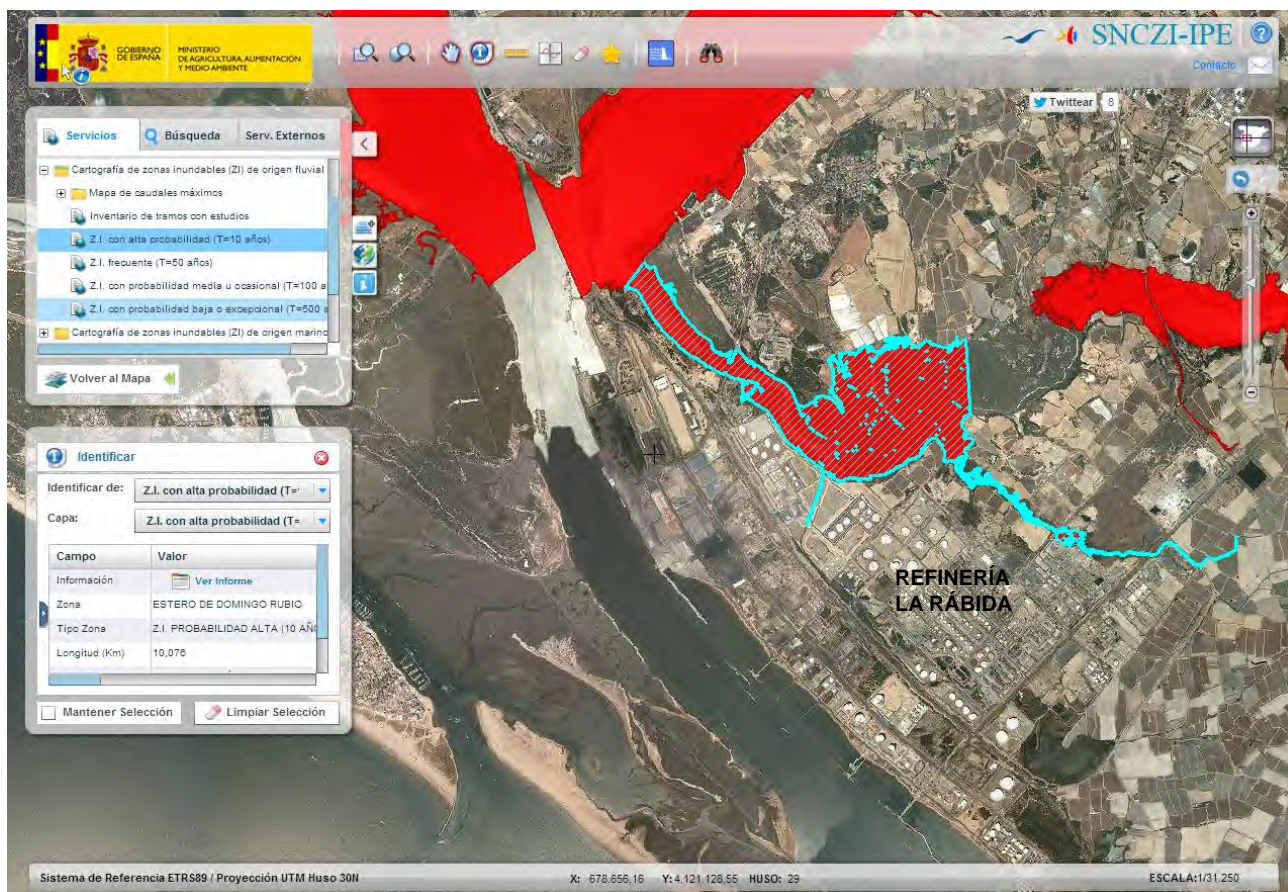 GOBIERNO
DE ESPAÑA
MINISTERIO
DE AGRICULTURA, ALIMENTACIÓN
Y MEDIO AMBIENTE
SNCZI-IPE
Contacto
Twittear 8
Servicios Búsqueda Serv. Externos
Cartografía de zonas inundables (ZI) de origen fluvial
Mapa de caudales máximos
Inventario de tramos con estudios
Z.I. con alta probabilidad (T=10 años)
Z.I. frecuente (T=50 años)
Z.I. con probabilidad media u ocasional (T=100 a
Z.I. con probabilidad baja o excepcional (T=500 a
Cartografía de zonas inundables (ZI) de origen marino
Volver al Mapa
Identificar
Identificar de: Z.I. con alta probabilidad (T=
Capa: Z.I. con alta probabilidad (T=
Campo Valor
Información Ver Informe
Zona ESTERO DE DOMINGO RUBIO
Tipo Zona Z.I. PROBABILIDAD ALTA (10 AÑO
Longitud (Km) 10,076
Mantener Selección Limpiar Selección
REFINERÍA
LA RÁBIDA
Sistema de Referencia ETRS89 / Proyección UTM Huso 30N X: 678.656,16 Y: 4.121.128,55 HUSO: 29 ESCALA:1/31.250